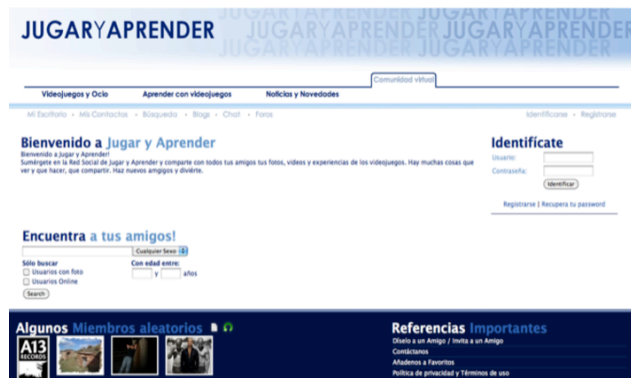 JUGARYAPRENDER
JUGARYAPRENDER JUGARYAPRENDER
Comunidad virtual
Videojuegos y Ocio Aprender con videojuegos Noticias y Novedades
Mi Escritorio • Mis Contactos • Búsqueda • Blogs • Chat • Foros Identificarse • Registrarse
Bienvenido a Jugar y Aprender
Bienvenido a Jugar y Aprender!
Sumérgete en la Red Social de Jugar y Aprender y comparte con todos tus amigos tus fotos, videos y experiencias de los videojuegos. Hay muchas cosas que
ver y que hacer, que compartir. Haz nuevos amgigos y diviérte.
Identifícate
Usuario:
Contraseña:
Identificar
Registrarse | Recupera tu password
Encuentra a tus amigos!
Cualquier Sexo
Sólo buscar Con edad entre:
Usuarios con foto y años
Usuarios Online
Search
Algunos Miembros aleatorios
A13
RECORDS
Referencias Importantes
Díselo a un Amigo / Invita a un Amigo
Contáctanos
Añadenos a Favoritos
Política de privacidad y Términos de uso